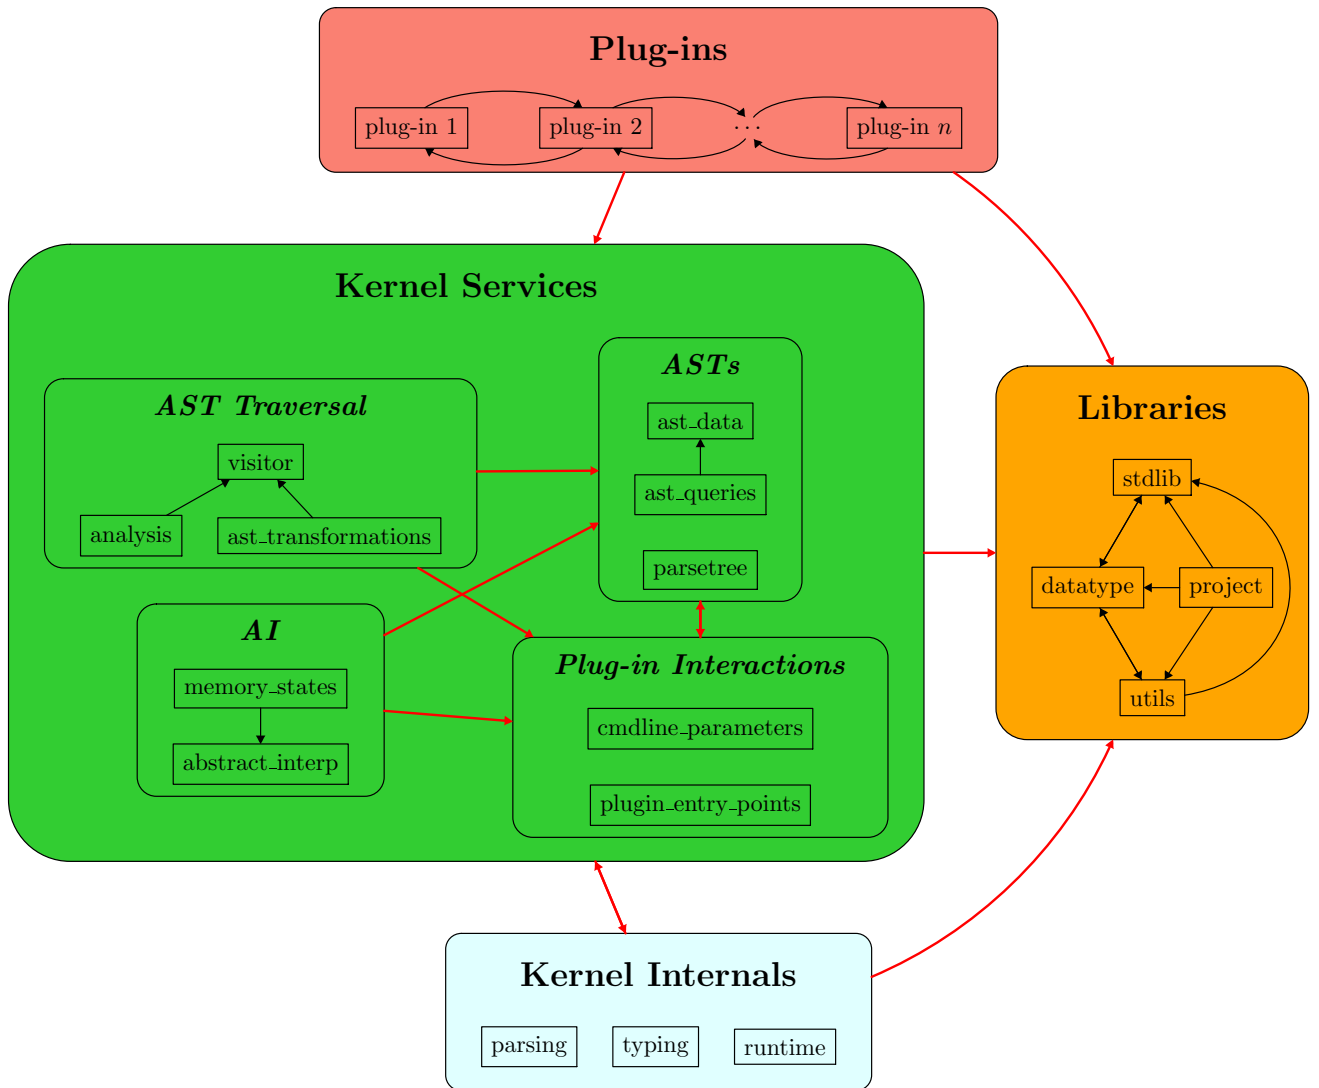 Plug-ins
plug-in 1
plug-in 2
...
plug-in n
Kernel Services
AST Traversal
visitor
analysis
ast_transformations
ASTs
ast_data
ast_queries
parsetree
AI
memory_states
abstract_interp
Plug-in Interactions
cmdline_parameters
plugin_entry_points
Libraries
stdlib
datatype
project
utils
Kernel Internals
parsing
typing
runtime